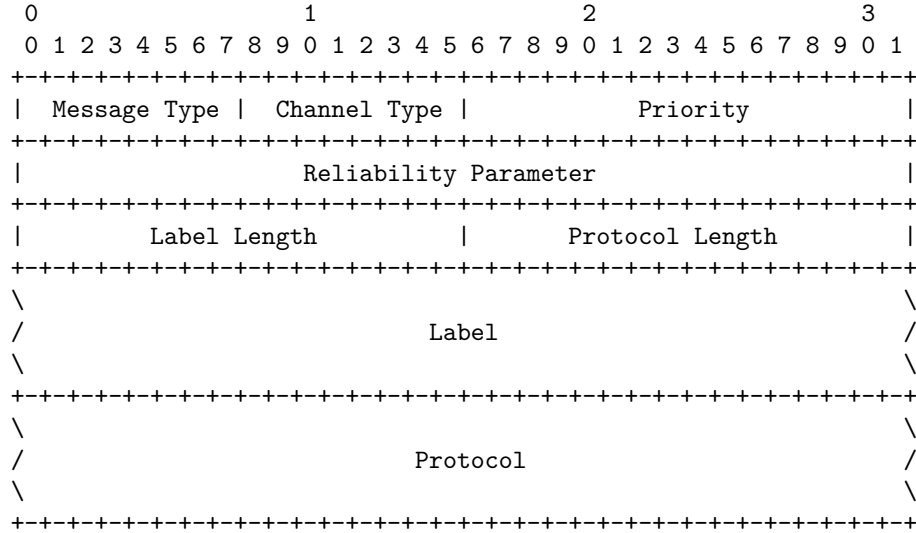 0                   1                   2                   3
 0 1 2 3 4 5 6 7 8 9 0 1 2 3 4 5 6 7 8 9 0 1 2 3 4 5 6 7 8 9 0 1
+-+-+-+-+-+-+-+-+-+-+-+-+-+-+-+-+-+-+-+-+-+-+-+-+-+-+-+-+-+-+-+-+
|  Message Type |  Channel Type |            Priority           |
+-+-+-+-+-+-+-+-+-+-+-+-+-+-+-+-+-+-+-+-+-+-+-+-+-+-+-+-+-+-+-+-+
|                    Reliability Parameter                      |
+-+-+-+-+-+-+-+-+-+-+-+-+-+-+-+-+-+-+-+-+-+-+-+-+-+-+-+-+-+-+-+-+
|         Label Length          |       Protocol Length         |
+-+-+-+-+-+-+-+-+-+-+-+-+-+-+-+-+-+-+-+-+-+-+-+-+-+-+-+-+-+-+-+-+
\                                                               \
/                             Label                             /
\                                                               \
+-+-+-+-+-+-+-+-+-+-+-+-+-+-+-+-+-+-+-+-+-+-+-+-+-+-+-+-+-+-+-+-+
\                                                               \
/                            Protocol                           /
\                                                               \
+-+-+-+-+-+-+-+-+-+-+-+-+-+-+-+-+-+-+-+-+-+-+-+-+-+-+-+-+-+-+-+-+